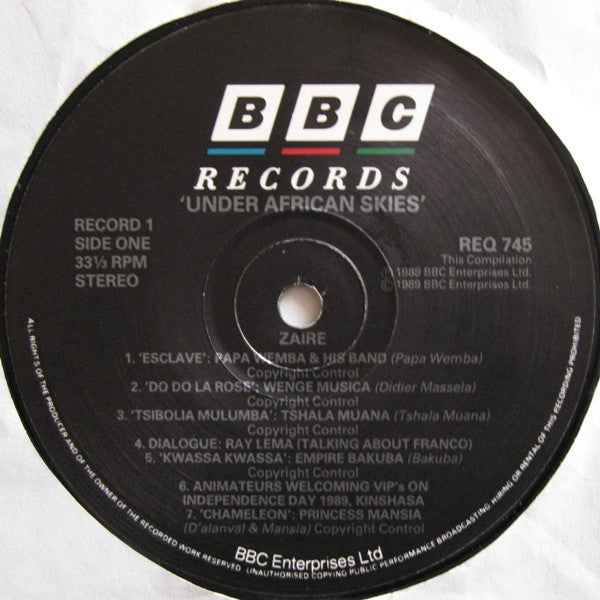 BBC
RECORDS
'UNDER AFRICAN SKIES'
RECORD 1
SIDE ONE
33⅓ RPM
STEREO
REQ 745
This Compilation
Ⓟ 1989 BBC Enterprises Ltd.
© 1989 BBC Enterprises Ltd.
ZAIRE
1. 'ESCLAVE': PAPA WEMBA & HIS BAND (Papa Wemba)
Copyright Control
2. 'DO DO LA ROSE': WENGE MUSICA (Didier Massela)
Copyright Control
3. 'TSIBOLIA MULUMBA': TSHALA MUANA (Tshala Muana)
Copyright Control
4. DIALOGUE: RAY LEMA (TALKING ABOUT FRANCO)
5. 'KWASSA KWASSA': EMPIRE BAKUBA (Bakuba)
Copyright Control
6. ANIMATEURS WELCOMING VIP's ON
INDEPENDENCE DAY 1989, KINSHASA
7. 'CHAMELEON': PRINCESS MANSIA
(D'alanval & Mansia) Copyright Control
BBC Enterprises Ltd
ALL RIGHTS OF THE PRODUCER AND OF THE OWNER OF THE RECORDED WORK RESERVED UNAUTHORISED COPYING PUBLIC PERFORMANCE BROADCASTING HIRING OR RENTAL OF THIS RECORDING PROHIBITED